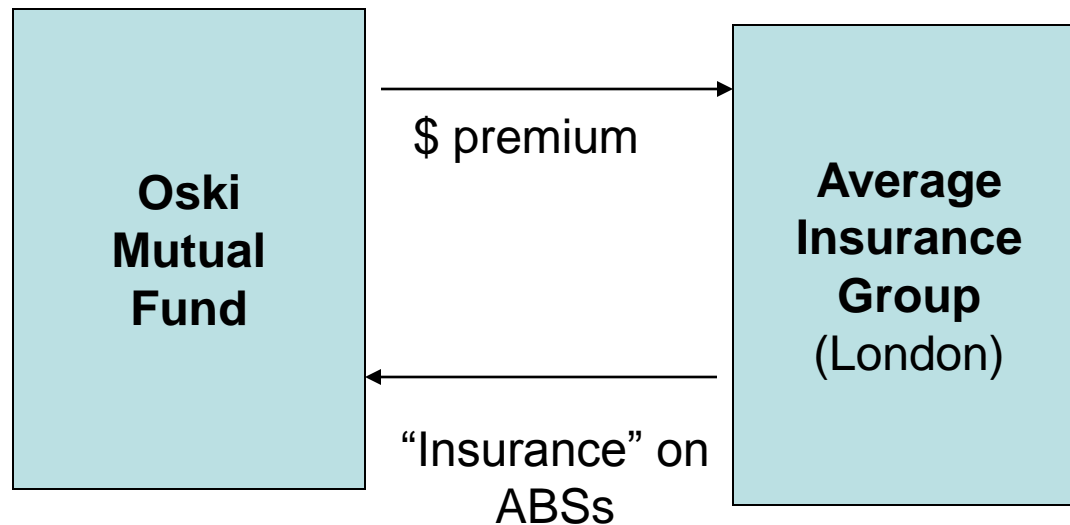 Oski
Mutual
Fund
$ premium
“Insurance” on
ABSs
Average
Insurance
Group
(London)